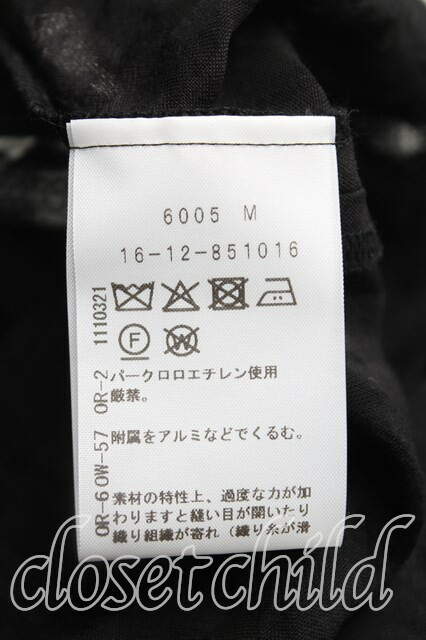 6005 M
16-12-851016
F
W
パークロロエチレン使用
厳禁。
附属をアルミなどでくるむ。
素材の特性上、過度な力が加
わりますと縫い目が開いたり
織り組織が寄れ（織り糸が滑
OR-6 0W-57 OR-2 1110321
closet child